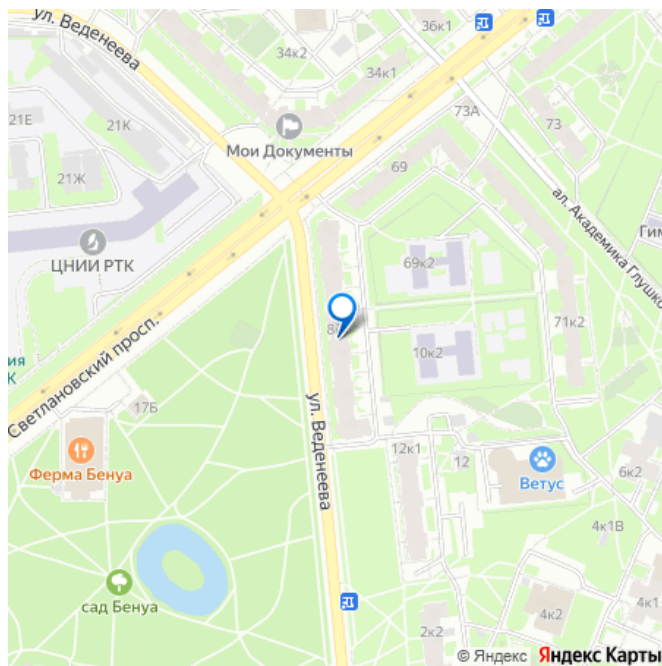 ул. Веденеева
36к1
34к2
34к1
21Е
21К
73А
73
Мои Документы
69
21Ж
ал. Академика Глушко
Гим
ЦНИИ РТК
69к2
71к2
10к2
Светлановский просп.
17Б
ул. Веденеева
12к1
12
Ферма Бенуа
Ветус
6к2
4к1В
сад Бенуа
4к2
4к1
2к2
© Яндекс Яндекс Карты